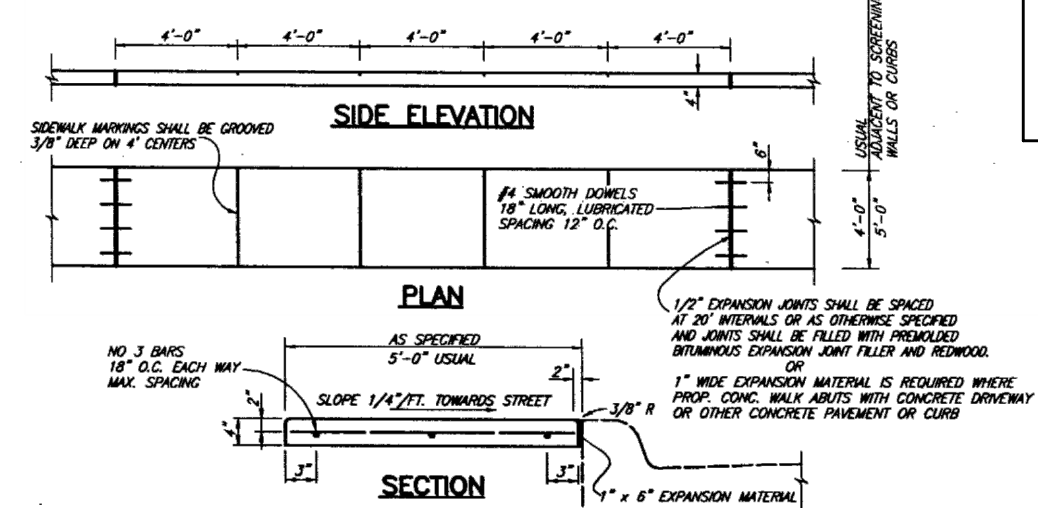 4'-0" 4'-0" 4'-0" 4'-0" 4'-0"
4"
SIDE ELEVATION
USUAL
ADJACENT TO SCREENING
WALLS OR CURBS
SIDEWALK MARKINGS SHALL BE GROOVED
3/8" DEEP ON 4' CENTERS
6"
#4 SMOOTH DOWELS
18" LONG, LUBRICATED
SPACING 12" O.C.
4'-0"
5'-0"
PLAN
1/2" EXPANSION JOINTS SHALL BE SPACED
AT 20' INTERVALS OR AS OTHERWISE SPECIFIED
AND JOINTS SHALL BE FILLED WITH PREMOLDED
BITUMINOUS EXPANSION JOINT FILLER AND REDWOOD.
OR
1" WIDE EXPANSION MATERIAL IS REQUIRED WHERE
PROP. CONC. WALK ABUTS WITH CONCRETE DRIVEWAY
OR OTHER CONCRETE PAVEMENT OR CURB
NO 3 BARS
18" O.C. EACH WAY
MAX. SPACING
AS SPECIFIED
5'-0" USUAL
2"
SLOPE 1/4"/FT. TOWARDS STREET
3/8" R
2"
4"
3" 3"
SECTION
1" x 6" EXPANSION MATERIAL